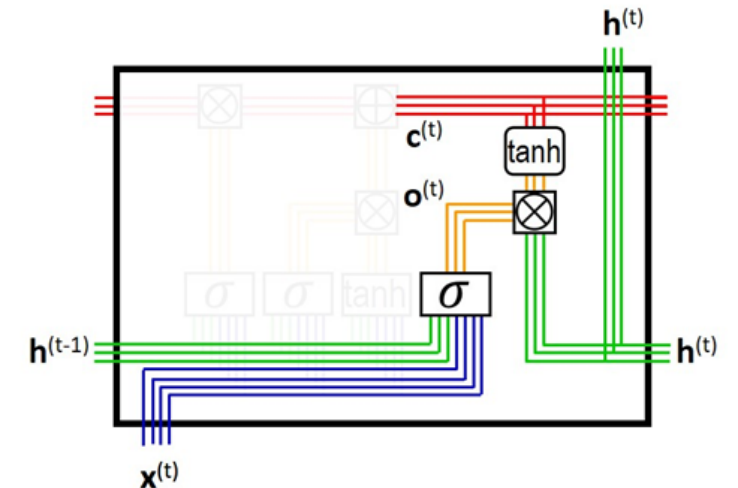 h(t)
c(t)
tanh
o(t)
σ σ tanh σ
h(t-1)
h(t)
x(t)